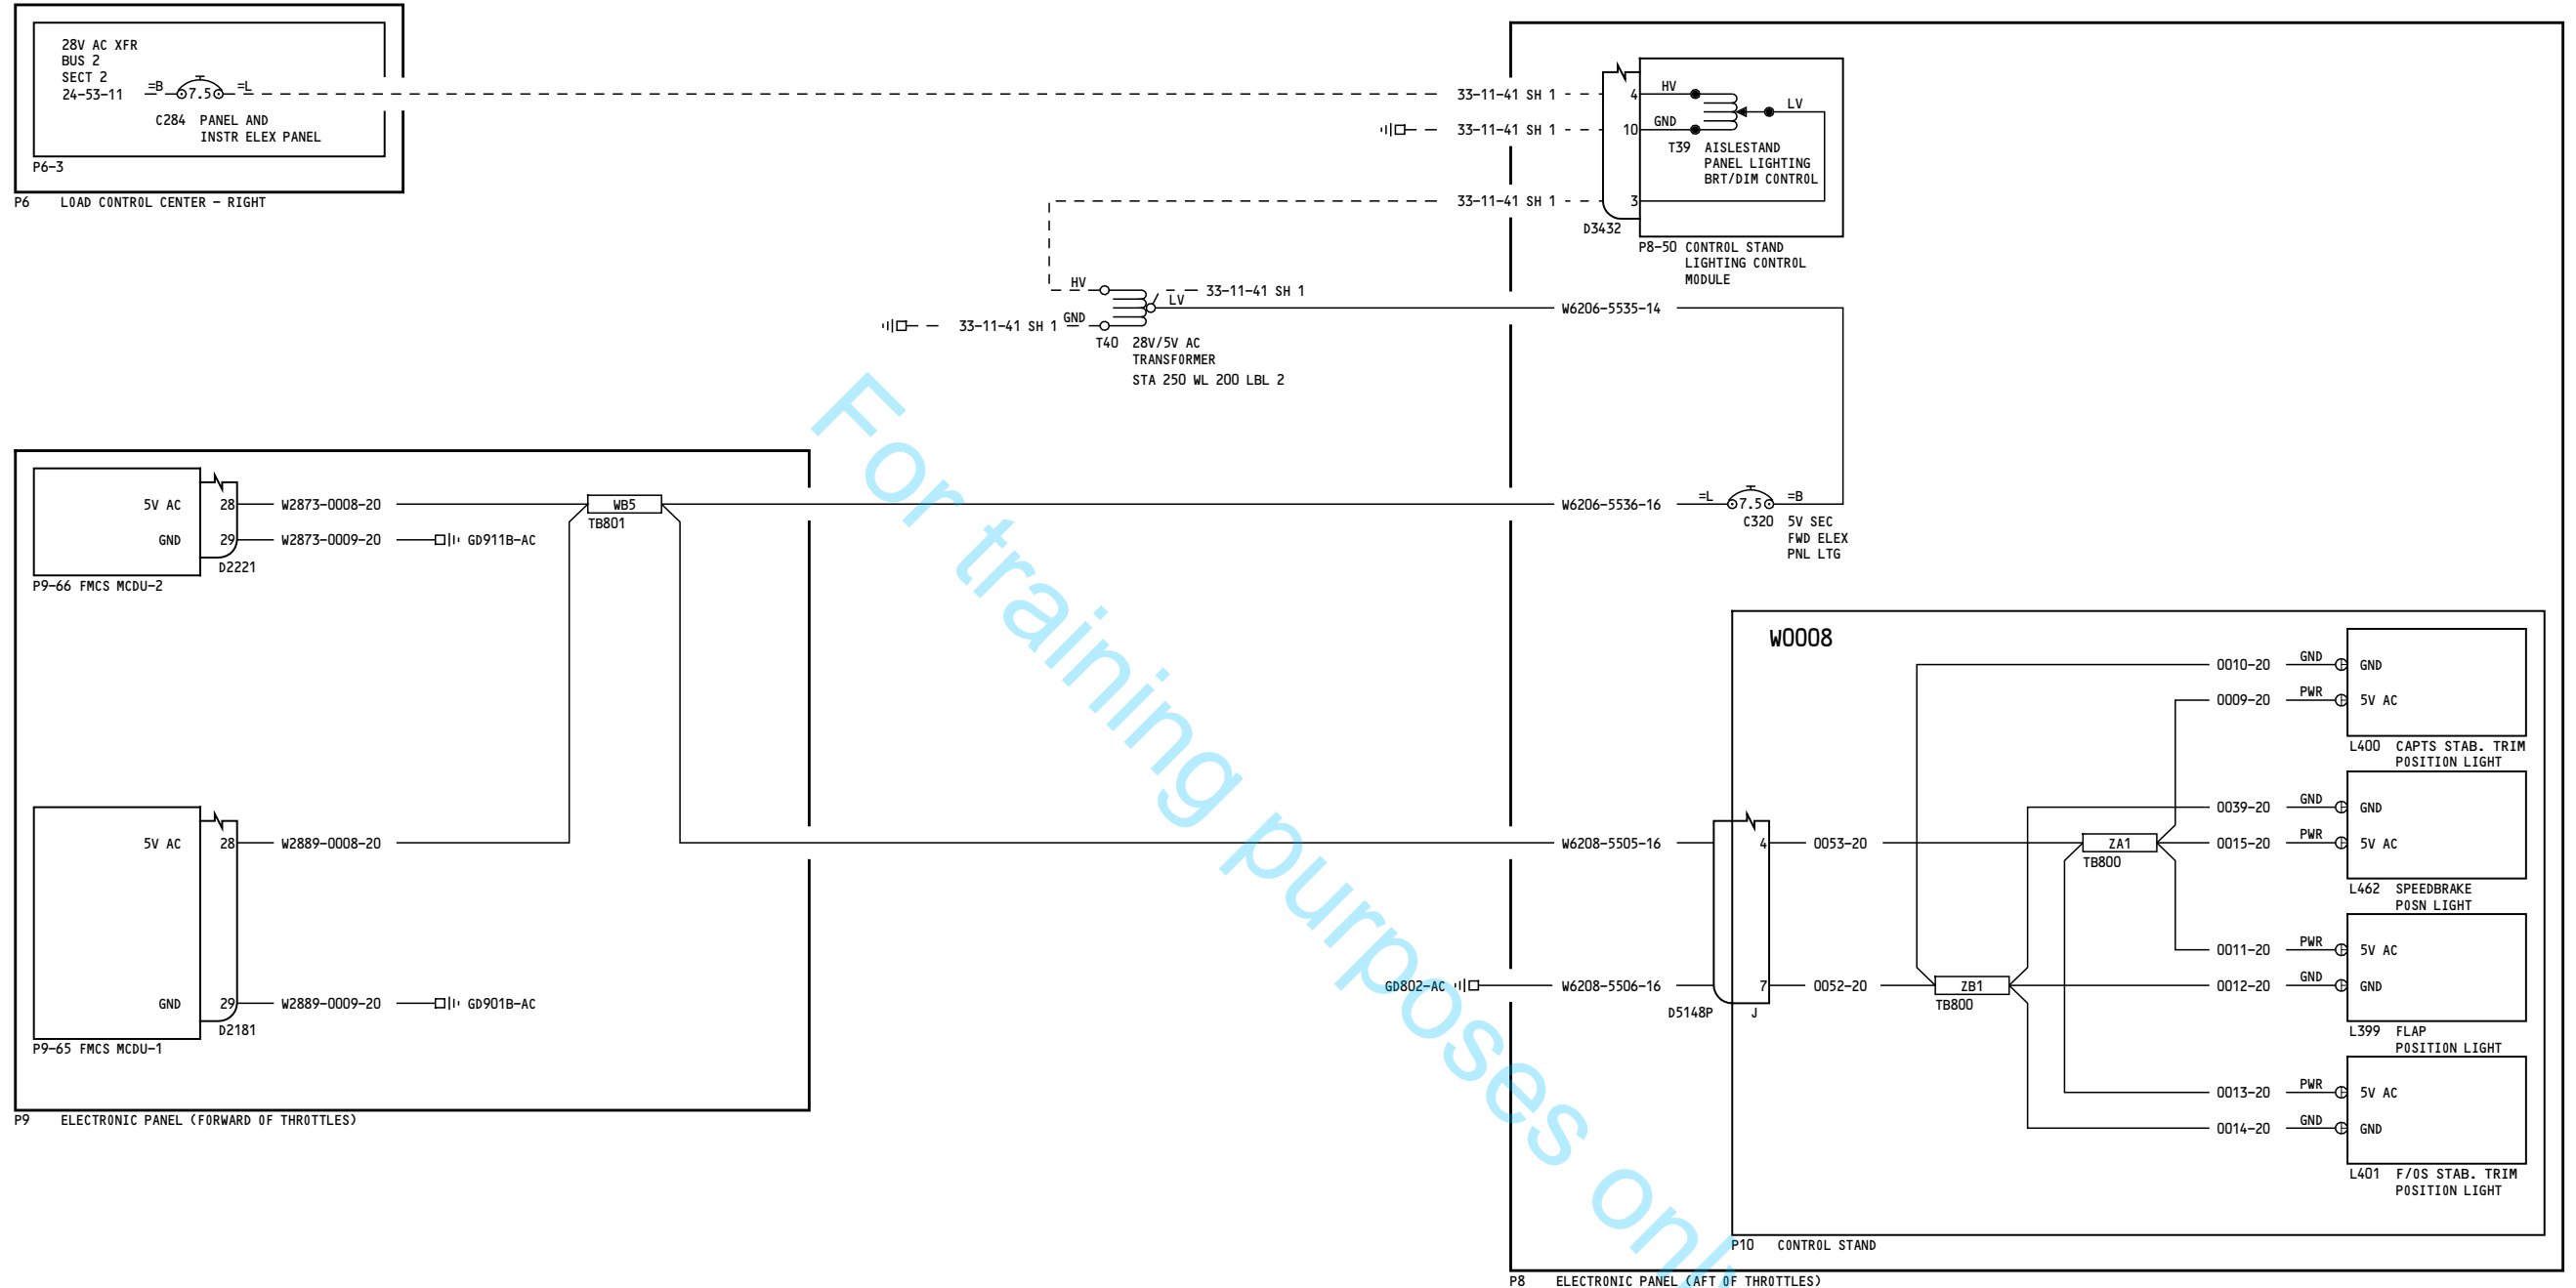 28V AC XFR
BUS 2
SECT 2
24-53-11
=B
7.5
=L
C284 PANEL AND
INSTR ELEX PANEL
P6-3
P6 LOAD CONTROL CENTER - RIGHT
33-11-41 SH 1
4
HV
LV
33-11-41 SH 1
10
GND
T39 AISLESTAND
PANEL LIGHTING
BRT/DIM CONTROL
33-11-41 SH 1
3
D3432
P8-50 CONTROL STAND
LIGHTING CONTROL
MODULE
HV
33-11-41 SH 1
LV
33-11-41 SH 1
GND
T40 28V/5V AC
TRANSFORMER
STA 250 WL 200 LBL 2
W6206-5535-14
5V AC
28
W2873-0008-20
WB5
TB801
W6206-5536-16
=L
7.5
=B
C320 5V SEC
FWD ELEX
PNL LTG
GND
29
W2873-0009-20
GD911B-AC
D2221
P9-66 FMCS MCDU-2
5V AC
28
W2889-0008-20
GND
29
W2889-0009-20
GD901B-AC
D2181
P9-65 FMCS MCDU-1
P9 ELECTRONIC PANEL (FORWARD OF THROTTLES)
W0008
0010-20
GND
GND
0009-20
PWR
5V AC
L400 CAPTS STAB. TRIM
POSITION LIGHT
0039-20
GND
GND
W6208-5505-16
4
0053-20
ZA1
TB800
0015-20
PWR
5V AC
L462 SPEEDBRAKE
POSN LIGHT
0011-20
PWR
5V AC
GD802-AC
W6208-5506-16
7
0052-20
ZB1
TB800
0012-20
GND
GND
D5148P
J
L399 FLAP
POSITION LIGHT
0013-20
PWR
5V AC
0014-20
GND
GND
L401 F/OS STAB. TRIM
POSITION LIGHT
P10 CONTROL STAND
P8 ELECTRONIC PANEL (AFT OF THROTTLES)
For training purposes onl